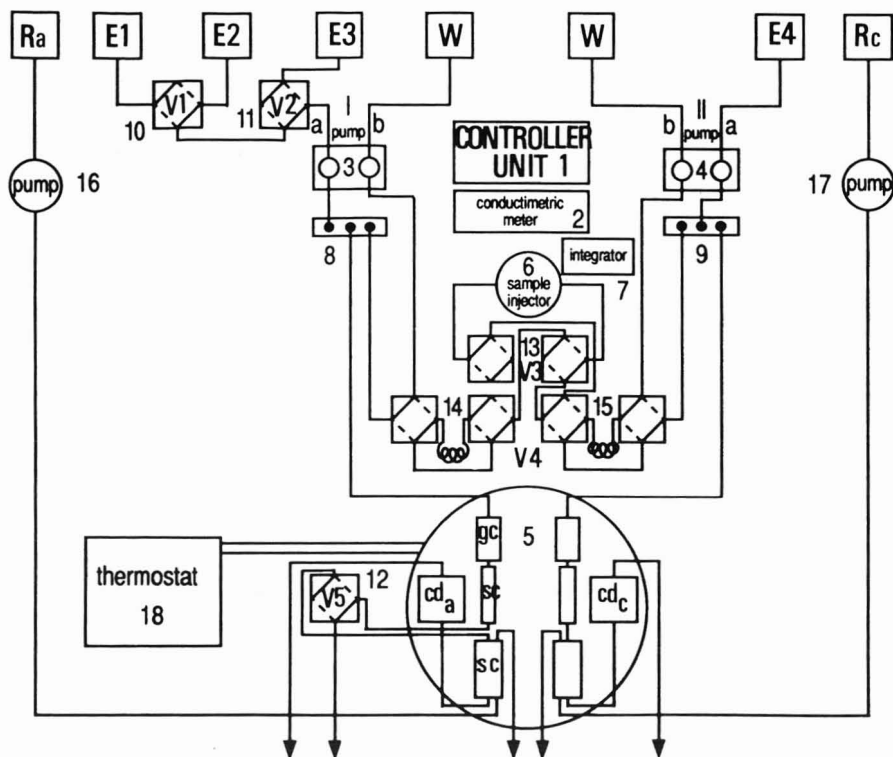 Ra
E1
E2
E3
W
W
E4
Rc
V1
V2
10
11
a
I
pump
b
b
II
pump
a
3
4
CONTROLLER
UNIT 1
pump
16
17
pump
conductimetric
meter
2
8
9
integrator
6
sample
injector
7
13
V3
14
15
V4
gc
5
thermostat
18
12
V5
cda
sc
cdc
sc